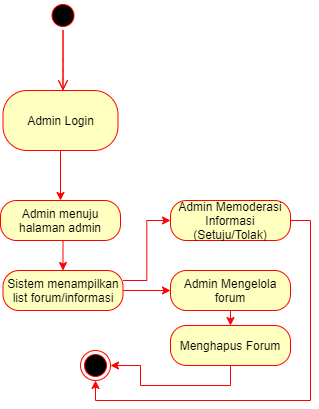 Admin Login
Admin menuju
halaman admin
Sistem menampilkan
list forum/informasi
Admin Memoderasi
Informasi
(Setuju/Tolak)
Admin Mengelola
forum
Menghapus Forum